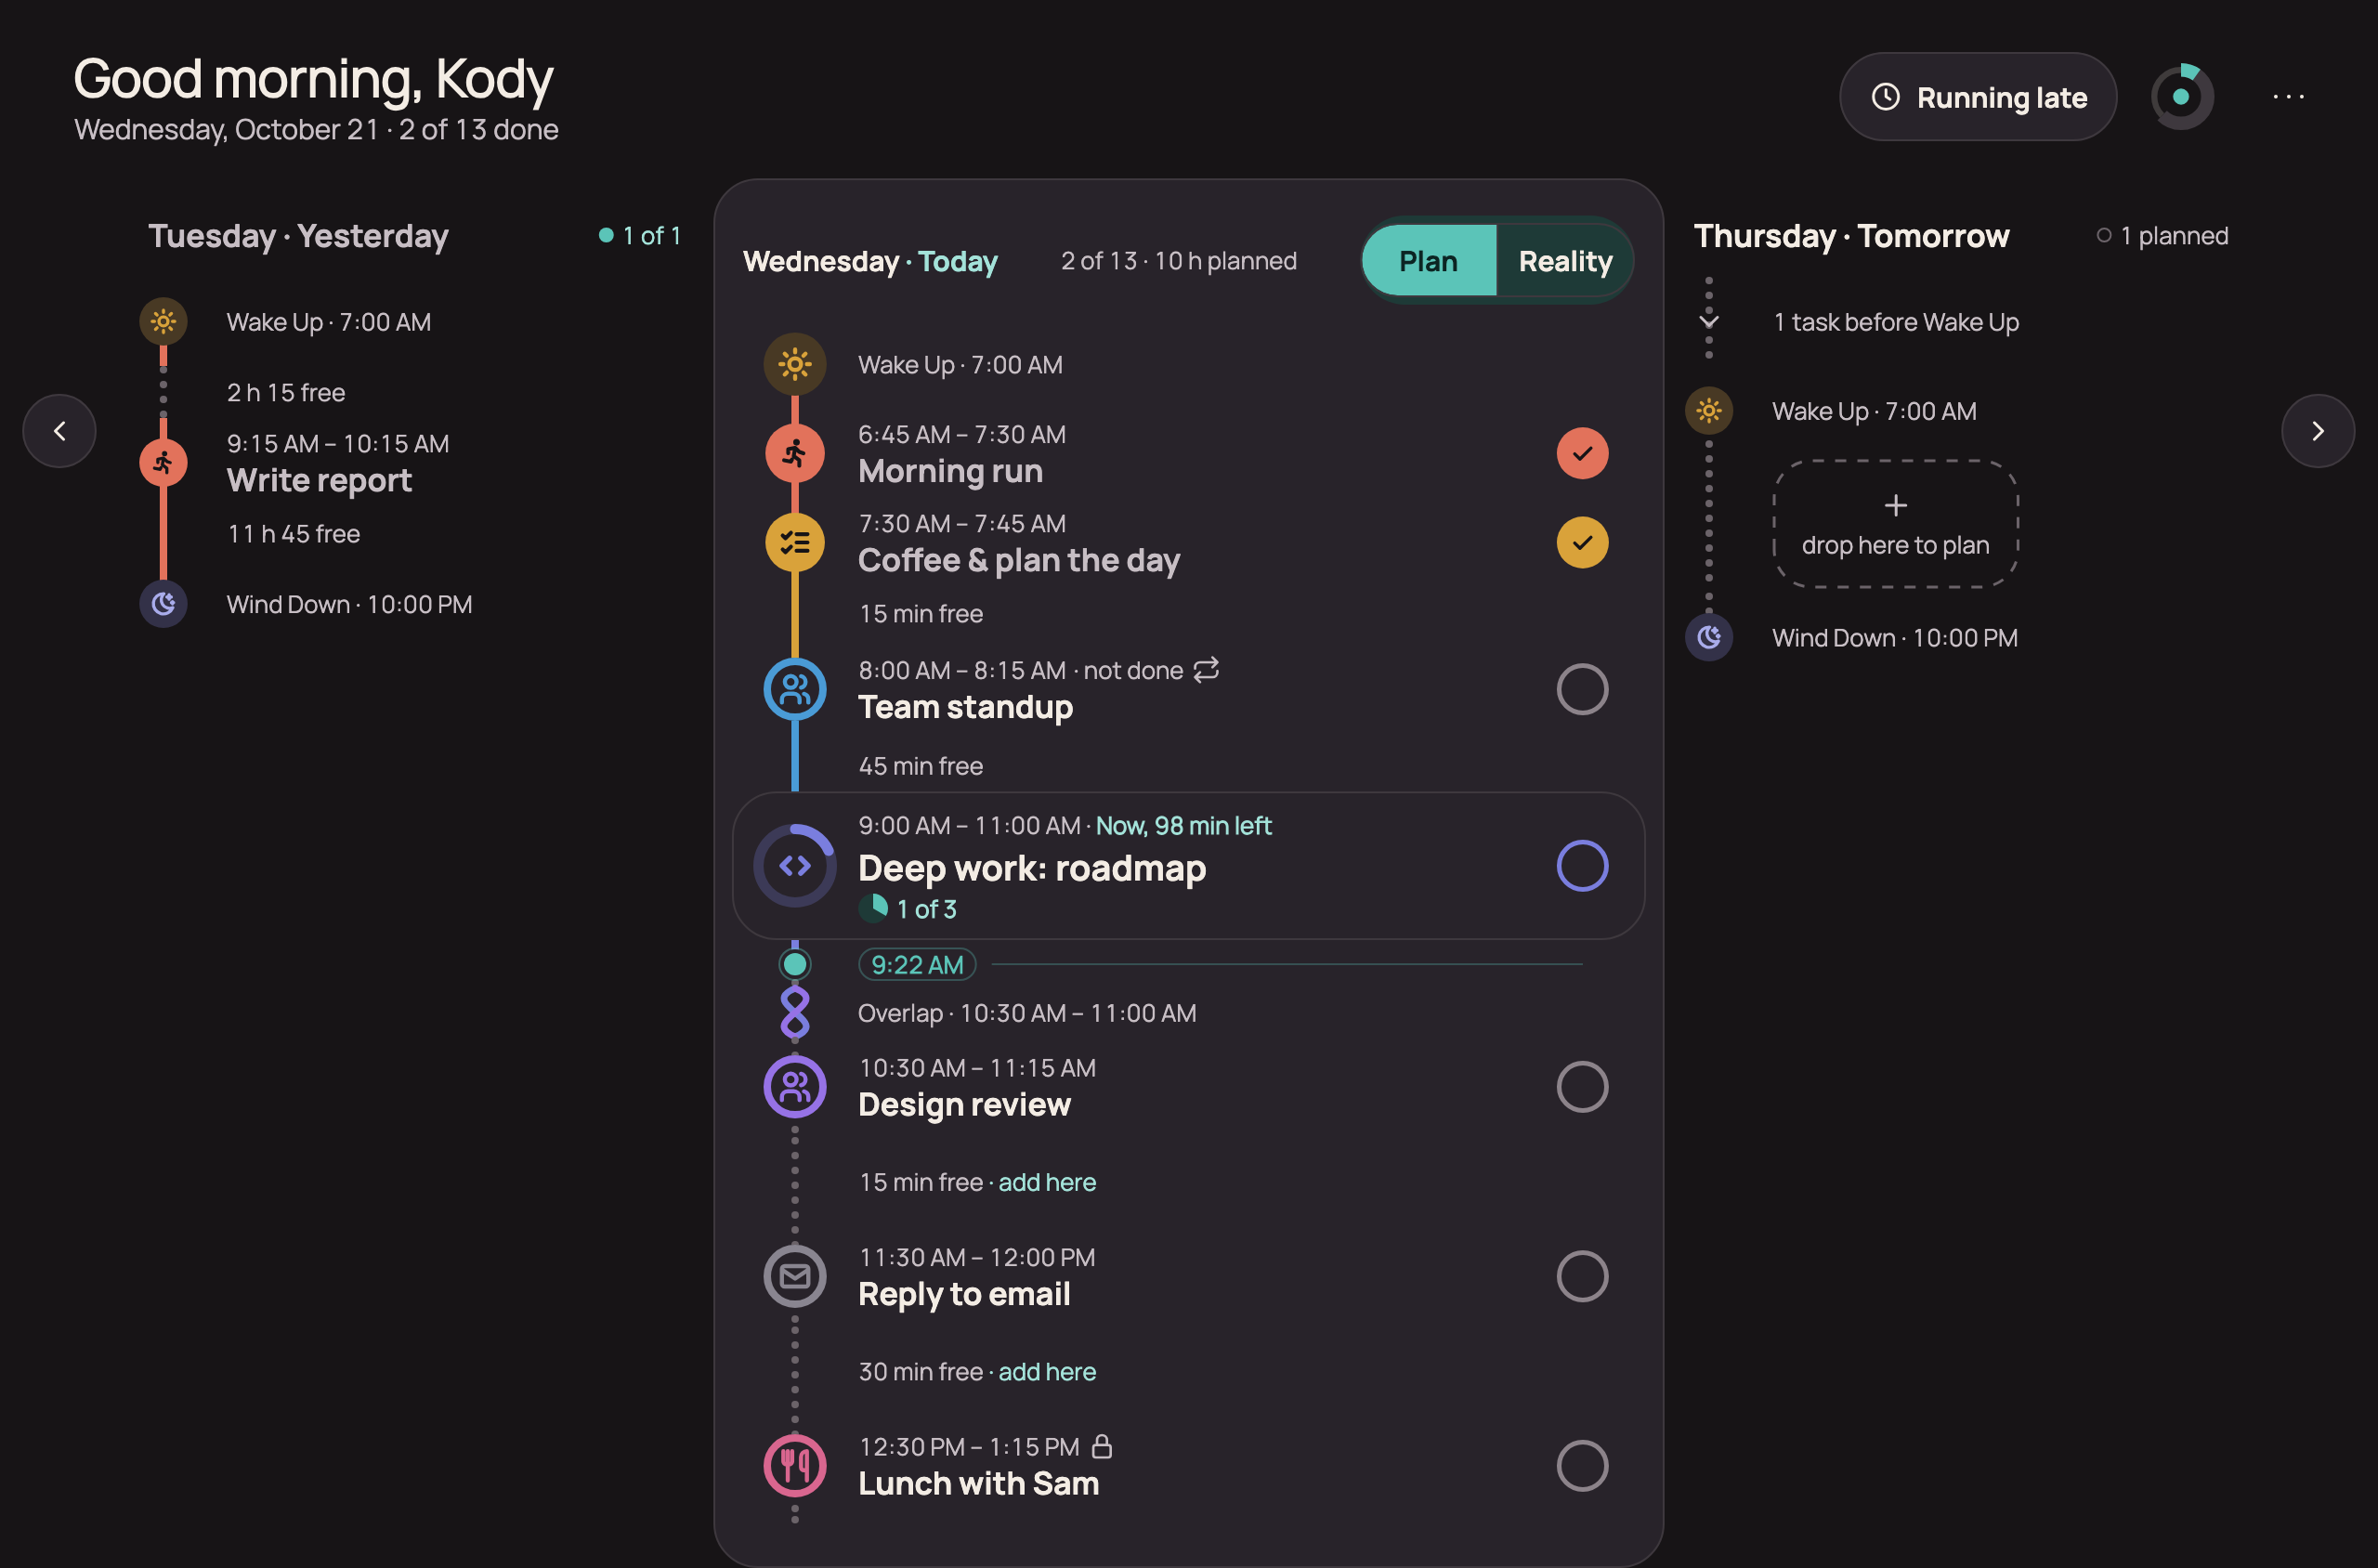 Good morning, Kody
Wednesday, October 21 · 2 of 13 done
Running late
Tuesday · Yesterday
1 of 1
Wake Up · 7:00 AM
2 h 15 free
9:15 AM – 10:15 AM
Write report
11 h 45 free
Wind Down · 10:00 PM
Wednesday · Today
2 of 13 · 10 h planned
Plan
Reality
Wake Up · 7:00 AM
6:45 AM – 7:30 AM
Morning run
7:30 AM – 7:45 AM
Coffee & plan the day
15 min free
8:00 AM – 8:15 AM · not done
Team standup
45 min free
9:00 AM – 11:00 AM · Now, 98 min left
Deep work: roadmap
1 of 3
9:22 AM
Overlap · 10:30 AM – 11:00 AM
10:30 AM – 11:15 AM
Design review
15 min free · add here
11:30 AM – 12:00 PM
Reply to email
30 min free · add here
12:30 PM – 1:15 PM
Lunch with Sam
Thursday · Tomorrow
1 planned
1 task before Wake Up
Wake Up · 7:00 AM
drop here to plan
Wind Down · 10:00 PM